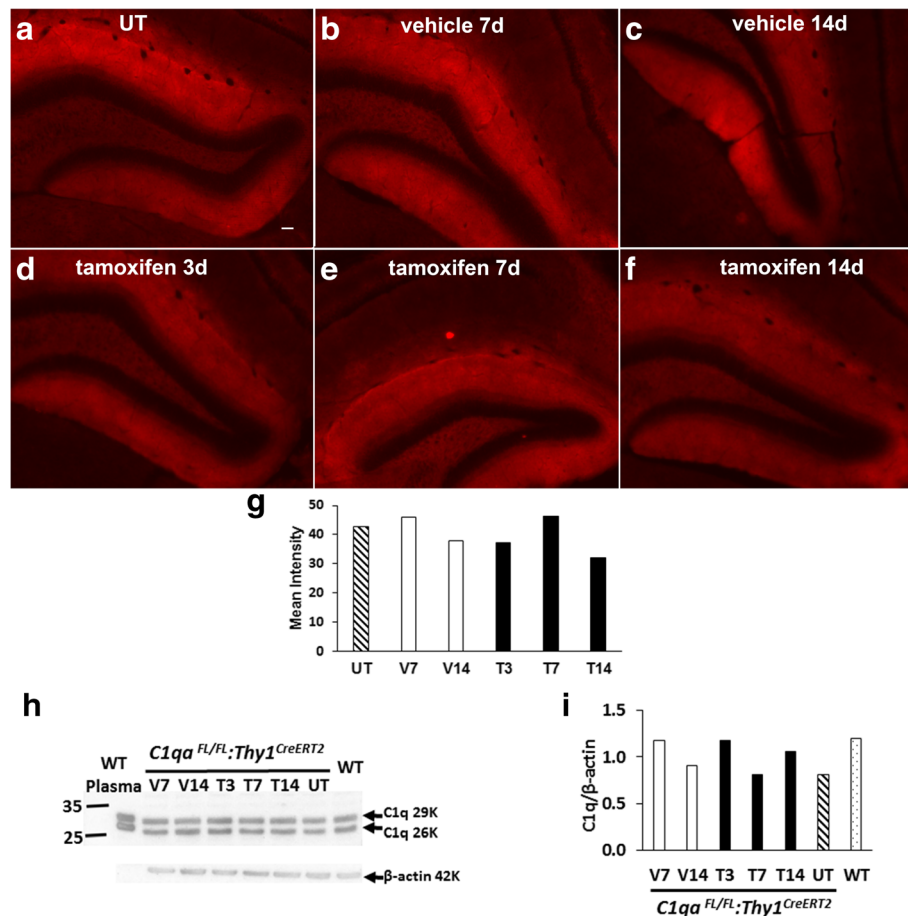 a UT
b vehicle 7d
c vehicle 14d
d tamoxifen 3d
e tamoxifen 7d
f tamoxifen 14d
g
Mean Intensity
50
40
30
20
10
0
UT V7 V14 T3 T7 T14
h
C1qa FL/FL:Thy1CreERT2
WT WT
Plasma V7 V14 T3 T7 T14 UT
35
25
C1q 29K
C1q 26K
β-actin 42K
i
C1q/β-actin
1.5
1.0
0.5
0.0
V7 V14 T3 T7 T14 UT WT
C1qa FL/FL:Thy1CreERT2